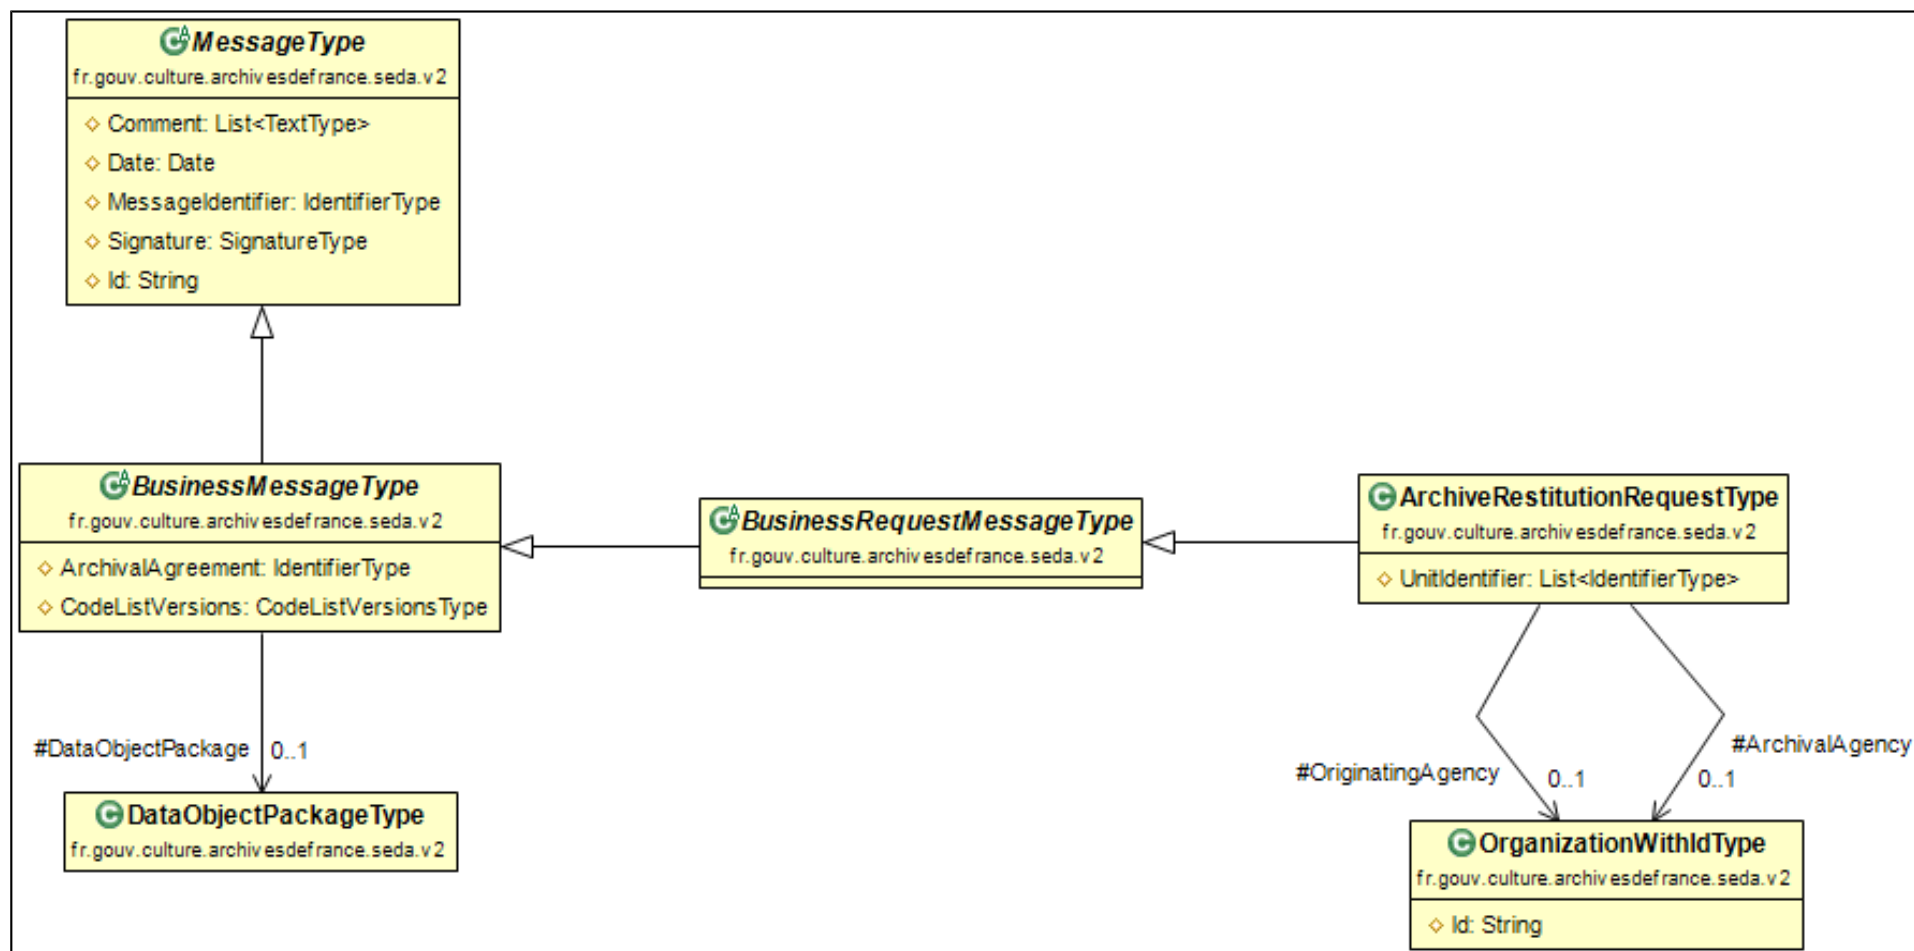 MessageType
fr.gouv.culture.archivesdefrance.seda.v2
Comment: List<TextType>
Date: Date
MessageIdentifier: IdentifierType
Signature: SignatureType
Id: String
BusinessMessageType
fr.gouv.culture.archivesdefrance.seda.v2
ArchivalAgreement: IdentifierType
CodeListVersions: CodeListVersionsType
BusinessRequestMessageType
fr.gouv.culture.archivesdefrance.seda.v2
ArchiveRestitutionRequestType
fr.gouv.culture.archivesdefrance.seda.v2
UnitIdentifier: List<IdentifierType>
#DataObjectPackage 0..1
#OriginatingAgency 0..1
#ArchivalAgency
0..1
DataObjectPackageType
fr.gouv.culture.archivesdefrance.seda.v2
OrganizationWithIdType
fr.gouv.culture.archivesdefrance.seda.v2
Id: String